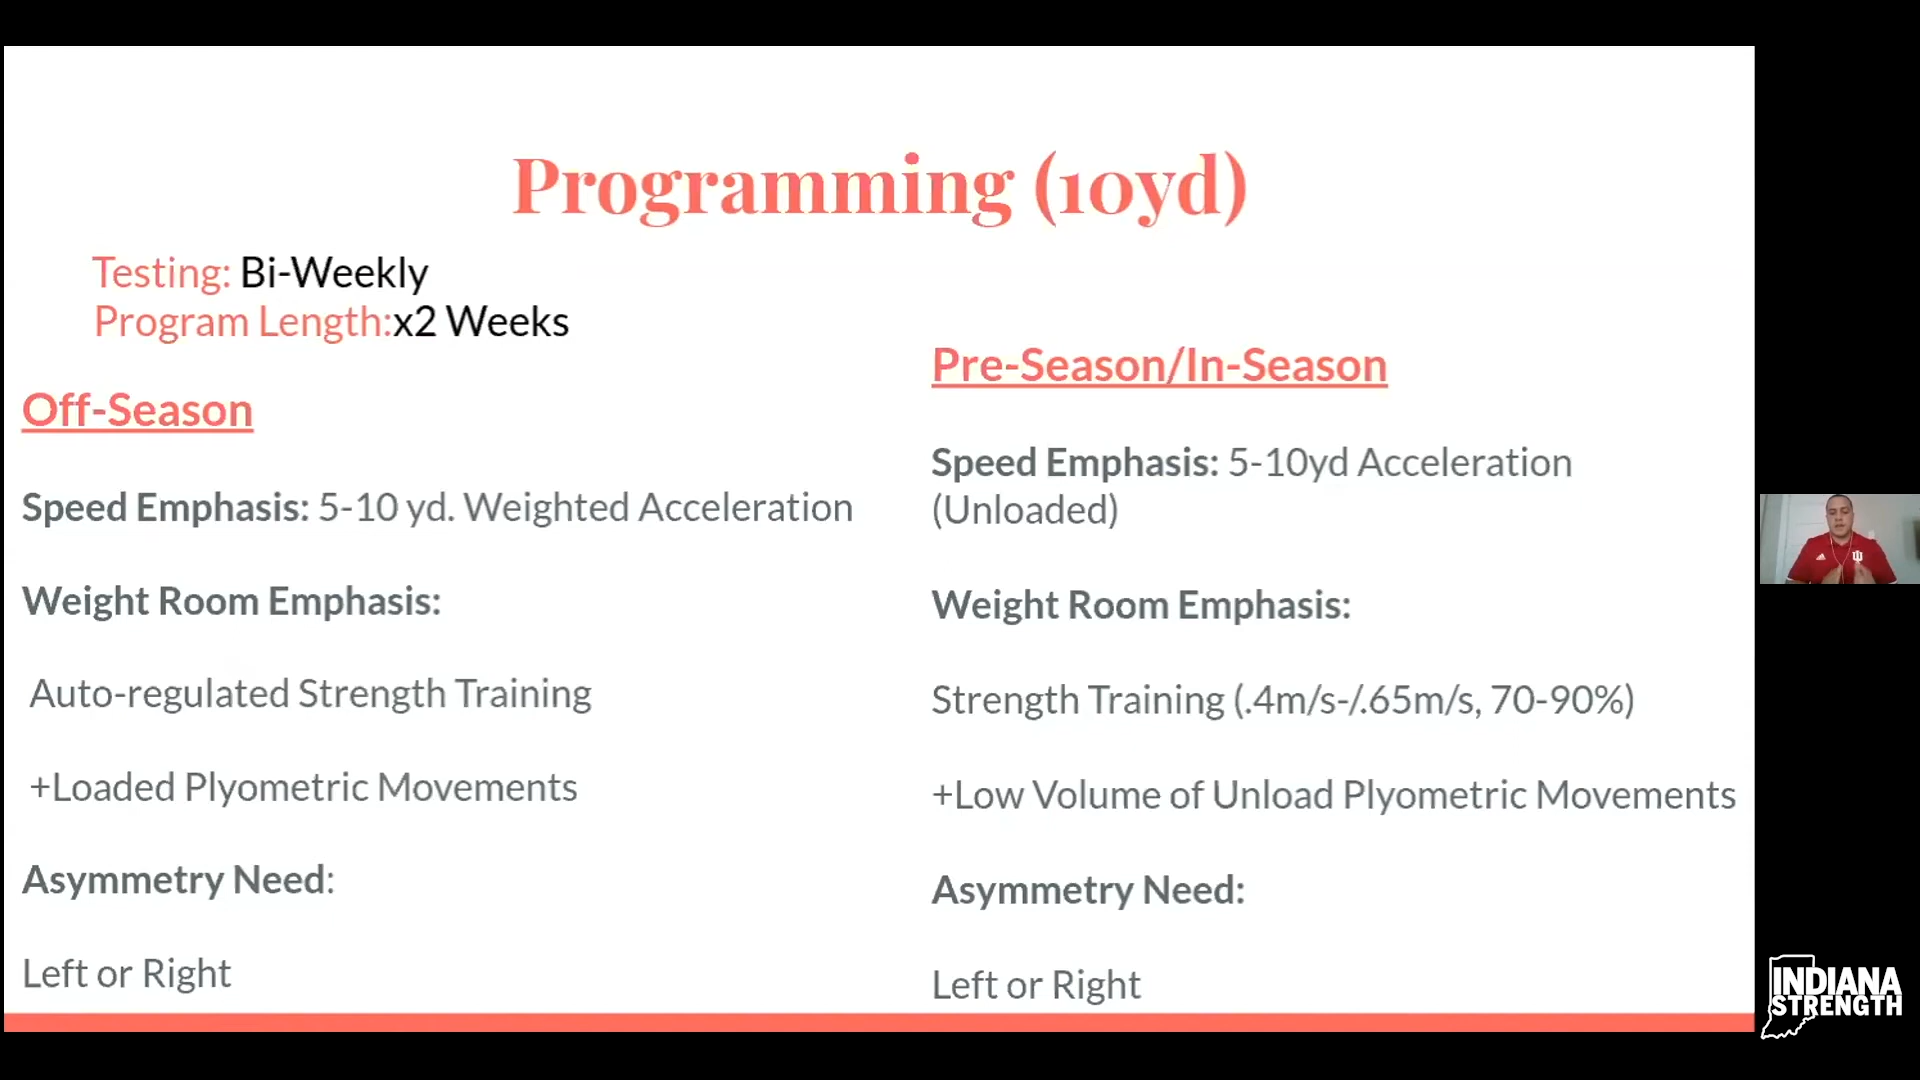 Programming (10yd)
Testing: Bi-Weekly
Program Length:x2 Weeks
Off-Season
Speed Emphasis: 5-10 yd. Weighted Acceleration
Weight Room Emphasis:
Auto-regulated Strength Training
+Loaded Plyometric Movements
Asymmetry Need:
Left or Right
Pre-Season/In-Season
Speed Emphasis: 5-10yd Acceleration
(Unloaded)
Weight Room Emphasis:
Strength Training (.4m/s-/.65m/s, 70-90%)
+Low Volume of Unload Plyometric Movements
Asymmetry Need:
Left or Right
INDIANA
STRENGTH